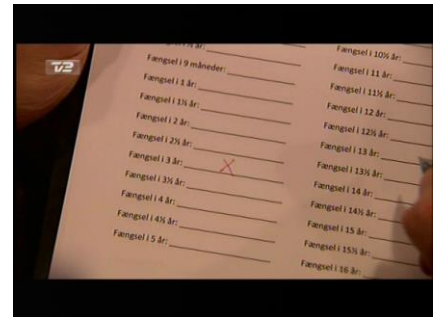 TV2
Fængsel i 9 måneder:
Fængsel i 1 år:
Fængsel i 1½ år:
Fængsel i 2 år:
Fængsel i 2½ år:
Fængsel i 3 år: X
Fængsel i 3½ år:
Fængsel i 4 år:
Fængsel i 4½ år:
Fængsel i 5 år:
Fængsel i 10½ år:
Fængsel i 11 år:
Fængsel i 11½ år:
Fængsel i 12 år:
Fængsel i 12½ år:
Fængsel i 13 år:
Fængsel i 13½ år:
Fængsel i 14 år:
Fængsel i 14½ år:
Fængsel i 15 år:
Fængsel i 15½ år:
Fængsel i 16 år: